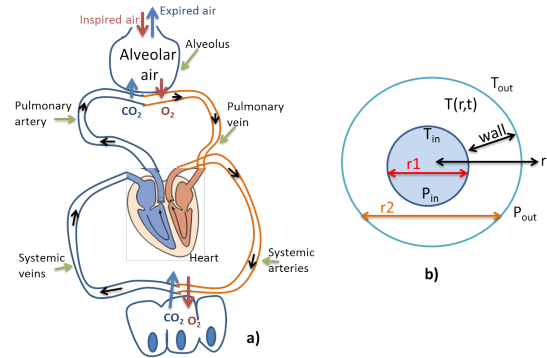 Inspired air
Expired air
Alveolar
air
Alveolus
CO2
O2
Pulmonary
artery
Pulmonary
vein
Heart
Systemic
veins
Systemic
arteries
CO2
O2
a)
Tout
T(r,t)
Tin
wall
r
r1
Pin
r2
Pout
b)